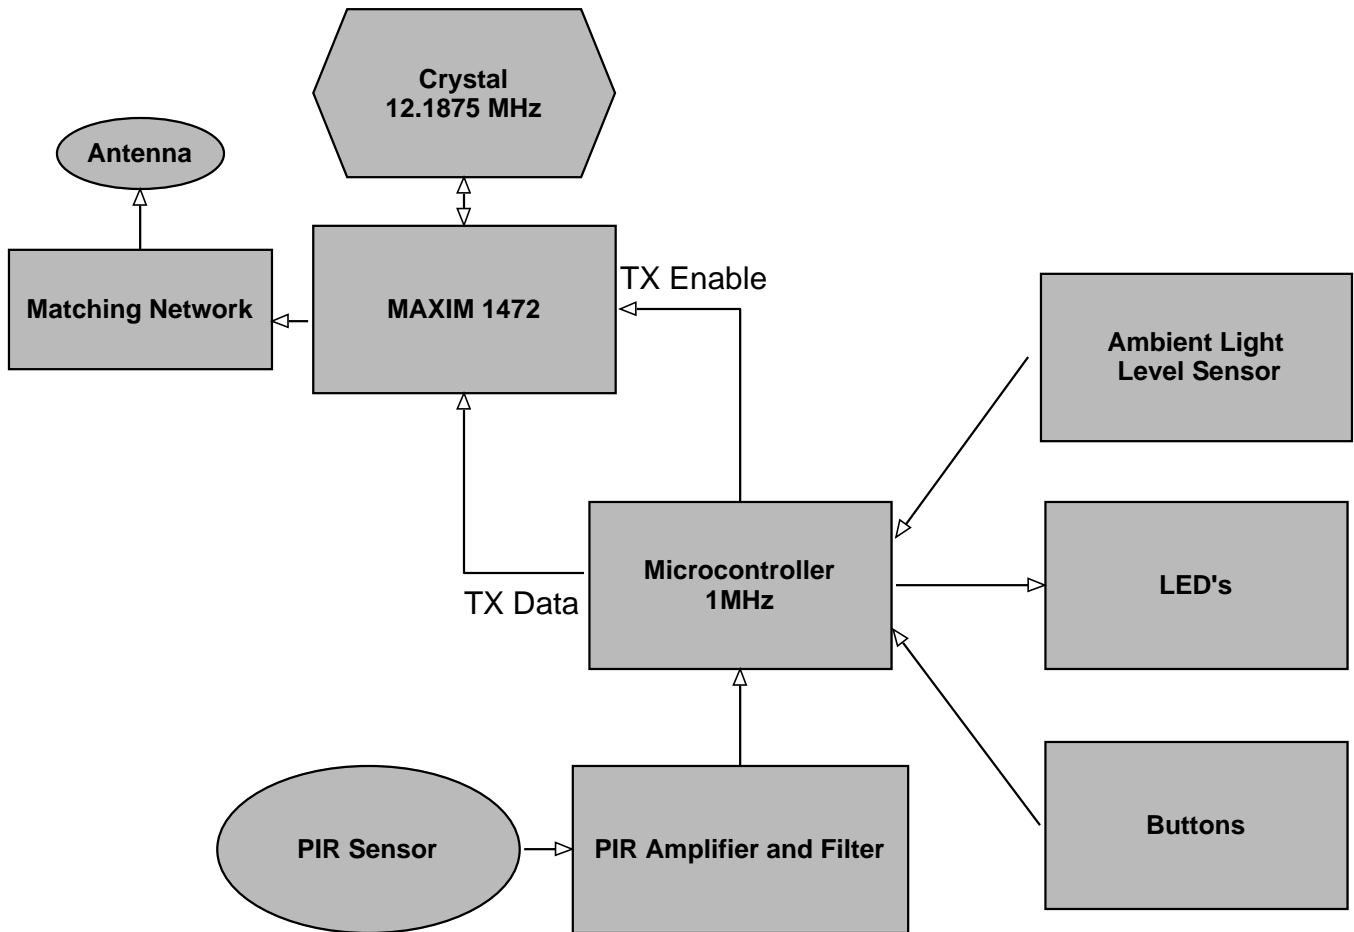 Crystal
12.1875 MHz
Antenna
Matching Network
MAXIM 1472
TX Enable
Ambient Light
Level Sensor
Microcontroller
1MHz
TX Data
LED's
PIR Sensor
PIR Amplifier and Filter
Buttons